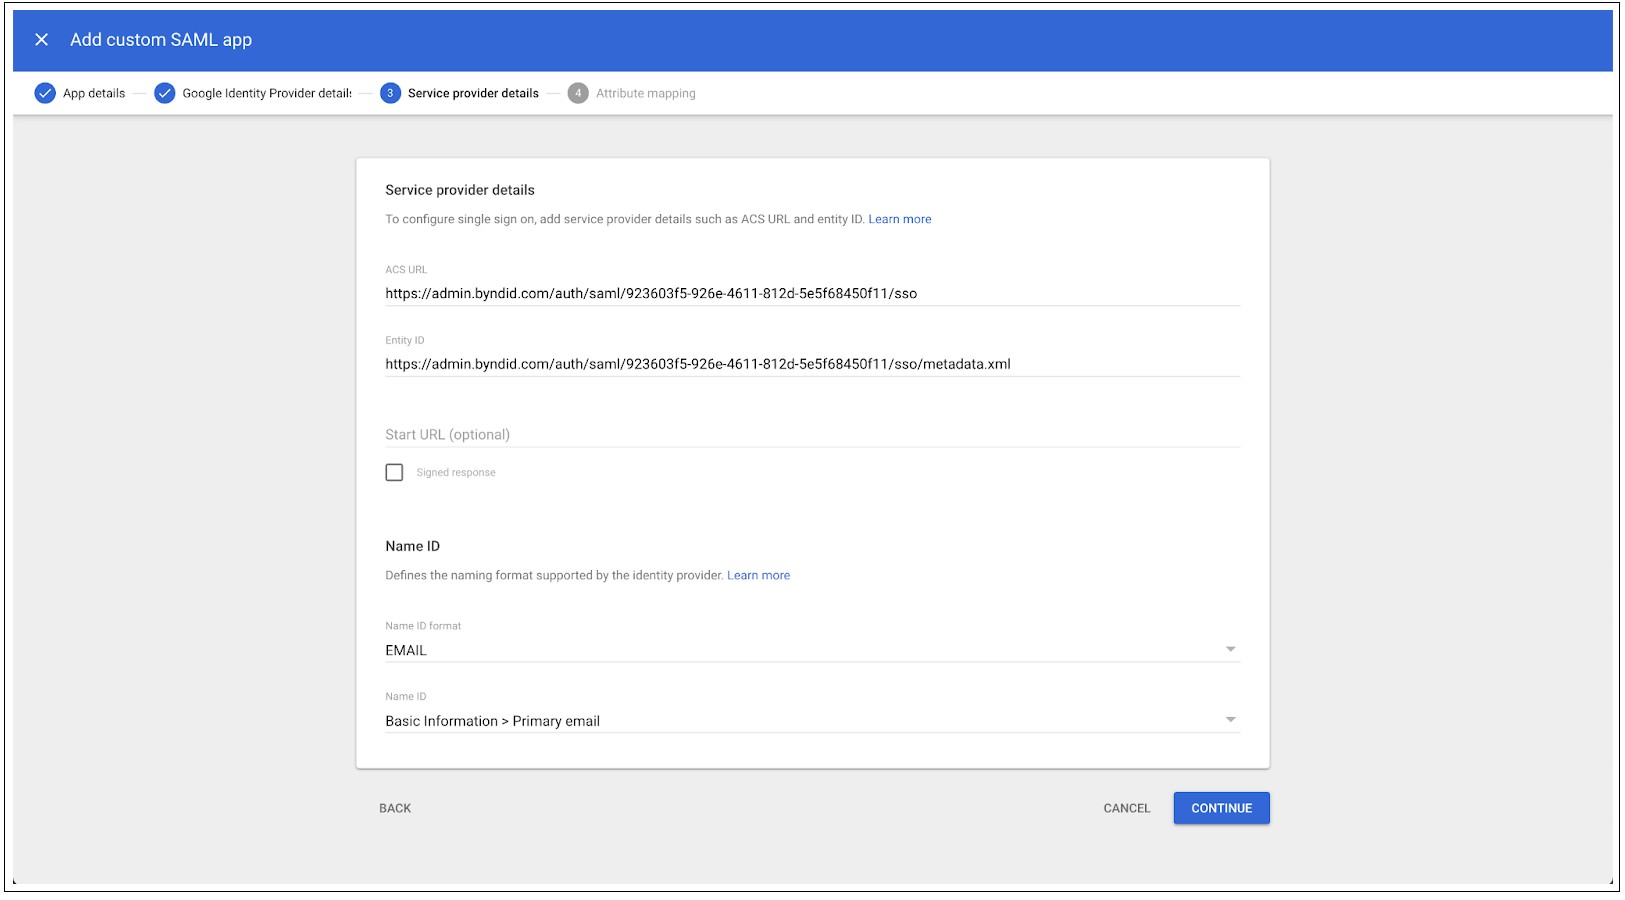 Add custom SAML app
App details
Google Identity Provider details
3 Service provider details
4 Attribute mapping
Service provider details
To configure single sign on, add service provider details such as ACS URL and entity ID. Learn more
ACS URL
https://admin.byndid.com/auth/saml/923603f5-926e-4611-812d-5e5f68450f11/sso
Entity ID
https://admin.byndid.com/auth/saml/923603f5-926e-4611-812d-5e5f68450f11/sso/metadata.xml
Start URL (optional)
Signed response
Name ID
Defines the naming format supported by the identity provider. Learn more
Name ID format
EMAIL
Name ID
Basic Information > Primary email
BACK
CANCEL
CONTINUE